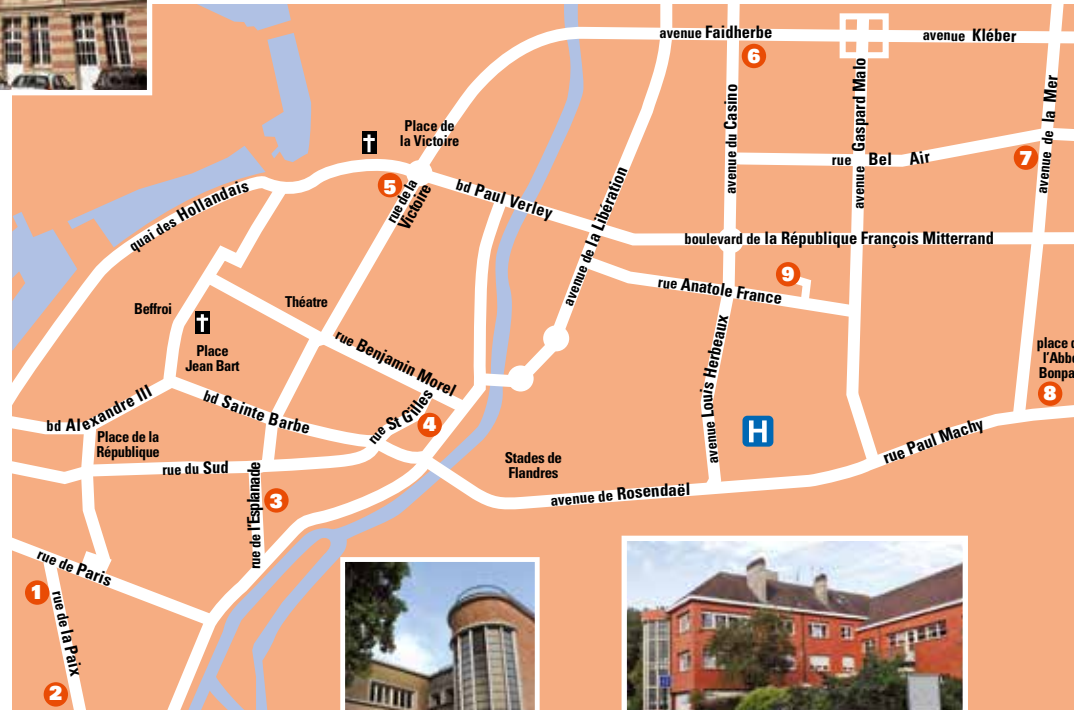 avenue Faidherbe
avenue Kléber
6
avenue du Casino
avenue Gaspard Malo
avenue de la Mer
Place de
la Victoire
5
rue de la
Victoire
bd Paul Verley
rue Bel Air
7
quai des Hollandais
avenue de la Libération
boulevard de la République François Mitterrand
9
rue Anatole France
Beffroi
Théatre
Place
Jean Bart
rue Benjamin Morel
avenue Louis Herbeaux
place d
l'Abb
Bonpa
8
bd Alexandre III
bd Sainte Barbe
rue St Gilles
4
H
Place de la
République
rue du Sud
Stades de
Flandres
rue Paul Machy
avenue de Rosendaël
3
rue de l'Esplanade
rue de Paris
1
rue de la Paix
2